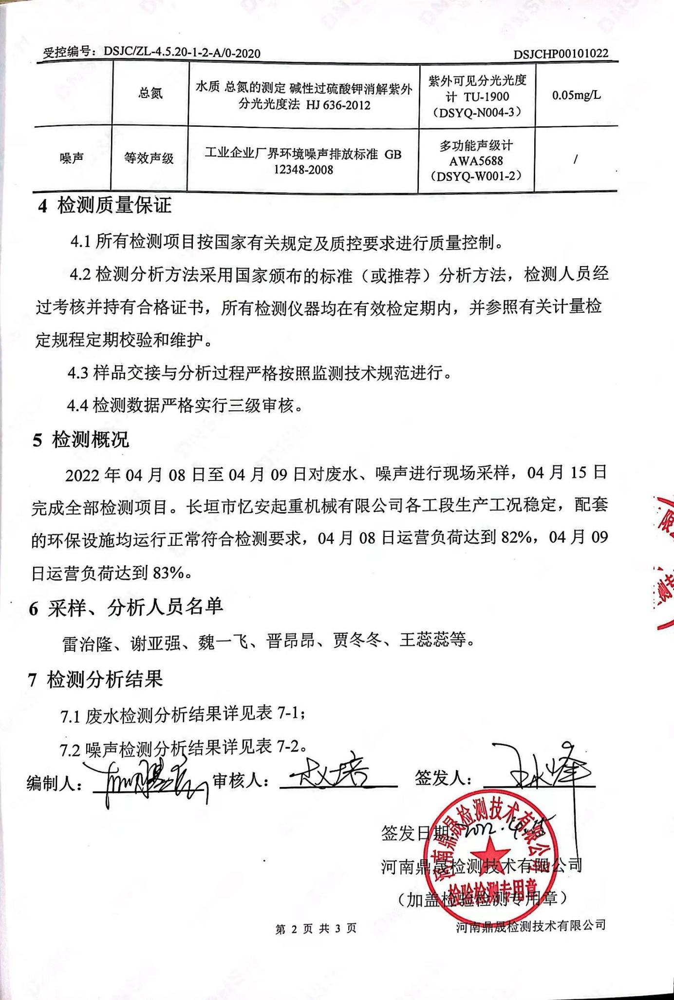 受控编号：DSJC/ZL-4.5.20-1-2-A/0-2020 DSJCHP00101022
总氮
水质 总氮的测定 碱性过硫酸钾消解紫外
分光光度法 HJ 636-2012
紫外可见分光光度
计 TU-1900
（DSYQ-N004-3）
0.05mg/L
噪声
等效声级
工业企业厂界环境噪声排放标准 GB
12348-2008
多功能声级计
AWA5688
（DSYQ-W001-2）
/
4 检测质量保证
4.1 所有检测项目按国家有关规定及质控要求进行质量控制。
4.2 检测分析方法采用国家颁布的标准（或推荐）分析方法，检测人员经
过考核并持有合格证书，所有检测仪器均在有效检定期内，并参照有关计量检
定规程定期校验和维护。
4.3 样品交接与分析过程严格按照监测技术规范进行。
4.4 检测数据严格实行三级审核。
5 检测概况
2022 年 04 月 08 日至 04 月 09 日对废水、噪声进行现场采样，04 月 15 日
完成全部检测项目。长垣市忆安起重机械有限公司各工段生产工况稳定，配套
的环保设施均运行正常符合检测要求，04 月 08 日运营负荷达到 82%，04 月 09
日运营负荷达到 83%。
6 采样、分析人员名单
雷治隆、谢亚强、魏一飞、晋昂昂、贾冬冬、王蕊蕊等。
7 检测分析结果
7.1 废水检测分析结果详见表 7-1；
7.2 噪声检测分析结果详见表 7-2。
编制人： 审核人：赵培 签发人：
签发日期：
河南鼎晟检测技术有限公司
（加盖检验检测专用章）
河南鼎晟检测技术有限公司
检验检测专用章
第 2 页 共 3 页 河南鼎晟检测技术有限公司